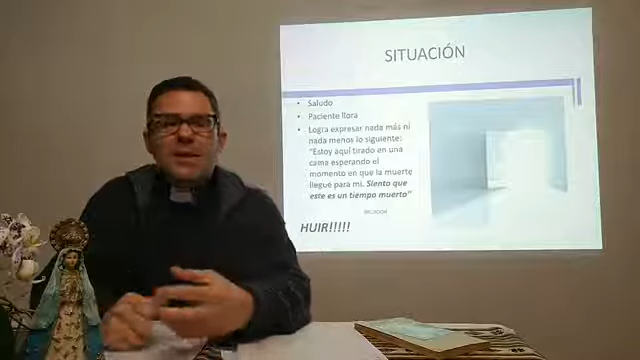 SITUACIÓN
• Saludo
• Paciente llora
• Logra expresar nada más ni
nada menos lo siguiente:
"Estoy aquí tirado en una
cama esperando el
momento en que la muerte
llegue para mi. Siento que
este es un tiempo muerto"
HUIR!!!!!